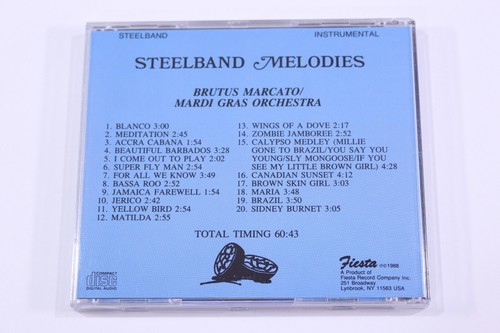 STEELBAND INSTRUMENTAL
STEELBAND MELODIES
BRUTUS MARCATO/
MARDI GRAS ORCHESTRA
1. BLANCO 3:00
2. MEDITATION 2:45
3. ACCRA CABANA 1:54
4. BEAUTIFUL BARBADOS 3:28
5. I COME OUT TO PLAY 2:02
6. SUPER FLY MAN 2:54
7. FOR ALL WE KNOW 3:49
8. BASSA ROO 2:52
9. JAMAICA FAREWELL 1:54
10. JERICO 2:42
11. YELLOW BIRD 2:54
12. MATILDA 2:55
13. WINGS OF A DOVE 2:17
14. ZOMBIE JAMBOREE 2:52
15. CALYPSO MEDLEY (MILLIE
GONE TO BRAZIL/YOU SAY YOU
YOUNG/SLY MONGOOSE/IF YOU
SEE MY LITTLE BROWN GIRL) 4:28
16. CANADIAN SUNSET 4:12
17. BROWN SKIN GIRL 3:03
18. MARIA 3:48
19. BRAZIL 3:50
20. SIDNEY BURNET 3:05
TOTAL TIMING 60:43
COMPACT
disc
DIGITAL AUDIO
Fiesta ℗©1988
A Product of
Fiesta Record Company Inc.
251 Broadway
Lynbrook, NY 11563 USA